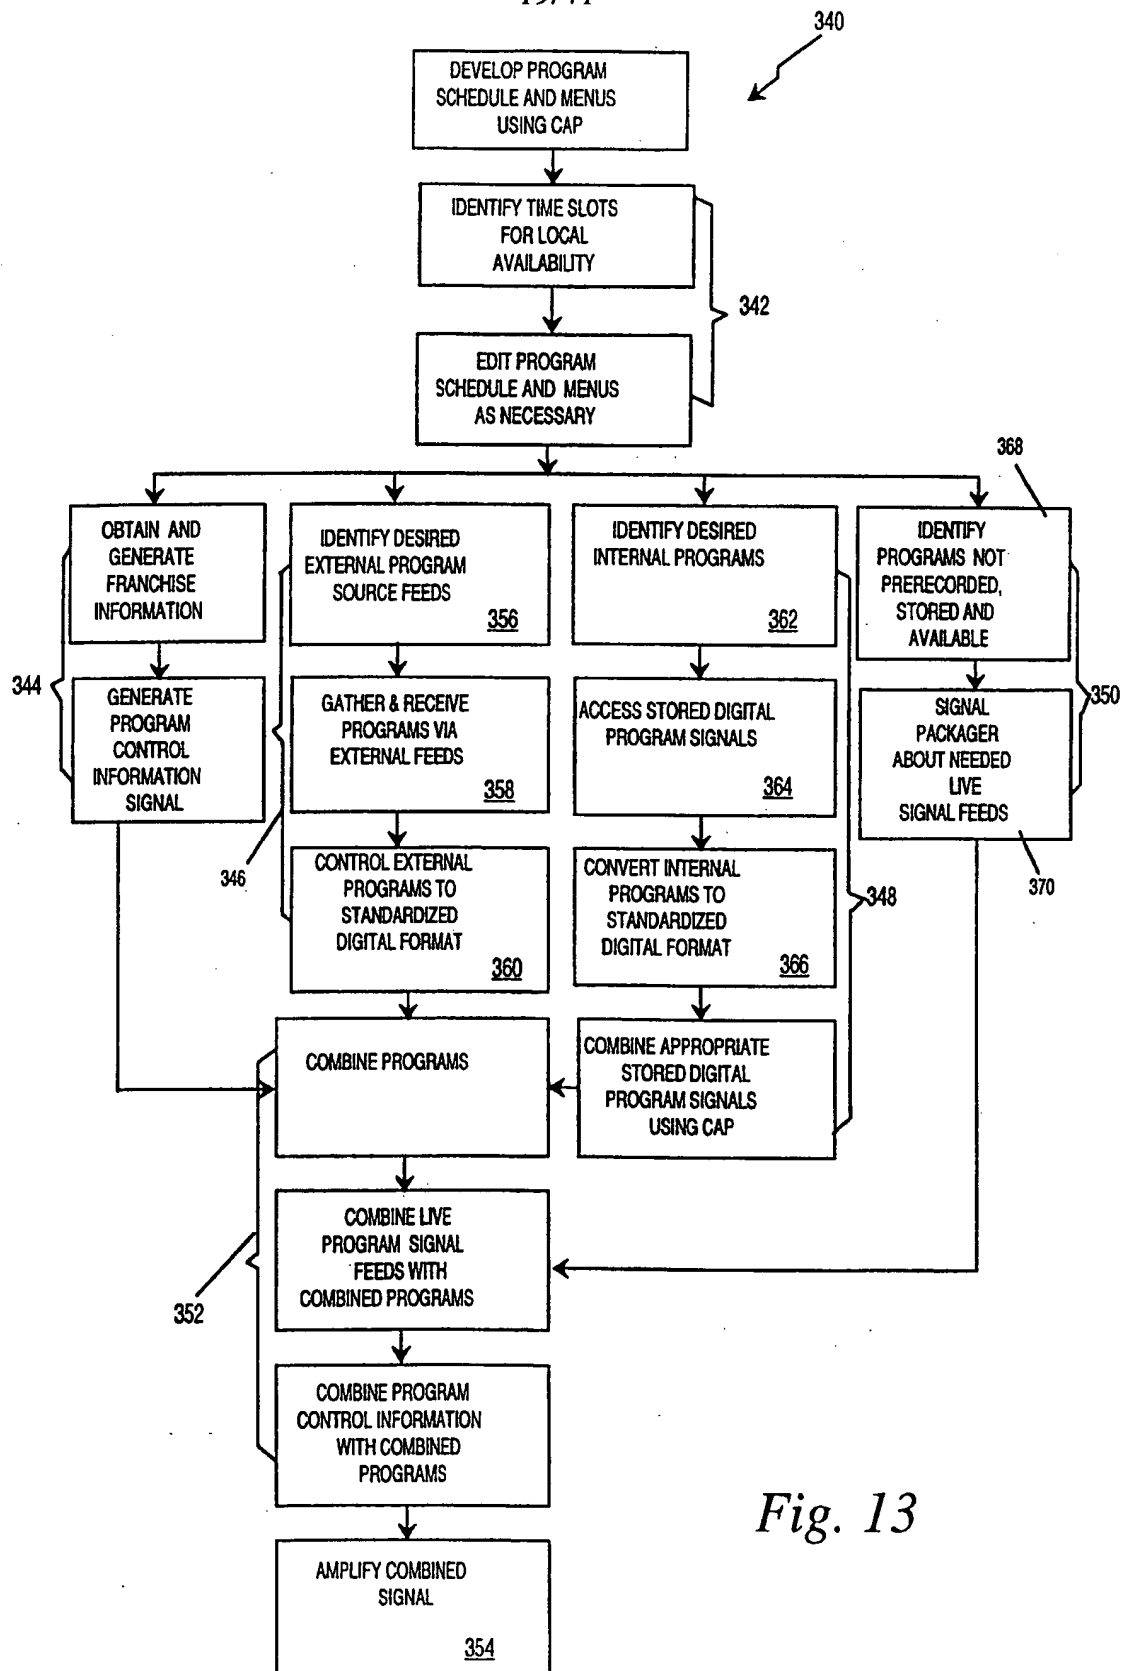 340
DEVELOP PROGRAM
SCHEDULE AND MENUS
USING CAP
IDENTIFY TIME SLOTS
FOR LOCAL
AVAILABILITY
342
EDIT PROGRAM
SCHEDULE AND MENUS
AS NECESSARY
368
OBTAIN AND
GENERATE
FRANCHISE
INFORMATION
IDENTIFY DESIRED
EXTERNAL PROGRAM
SOURCE FEEDS
356
IDENTIFY DESIRED
INTERNAL PROGRAMS
362
IDENTIFY
PROGRAMS NOT
PRERECORDED,
STORED AND
AVAILABLE
344
GENERATE
PROGRAM
CONTROL
INFORMATION
SIGNAL
GATHER & RECEIVE
PROGRAMS VIA
EXTERNAL FEEDS
358
ACCESS STORED DIGITAL
PROGRAM SIGNALS
364
SIGNAL
PACKAGER
ABOUT NEEDED
LIVE
SIGNAL FEEDS
350
346
CONTROL EXTERNAL
PROGRAMS TO
STANDARDIZED
DIGITAL FORMAT
360
CONVERT INTERNAL
PROGRAMS TO
STANDARDIZED
DIGITAL FORMAT
366
348
370
COMBINE PROGRAMS
COMBINE APPROPRIATE
STORED DIGITAL
PROGRAM SIGNALS
USING CAP
COMBINE LIVE
PROGRAM SIGNAL
FEEDS WITH
COMBINED PROGRAMS
352
COMBINE PROGRAM
CONTROL INFORMATION
WITH COMBINED
PROGRAMS
AMPLIFY COMBINED
SIGNAL
354
Fig. 13